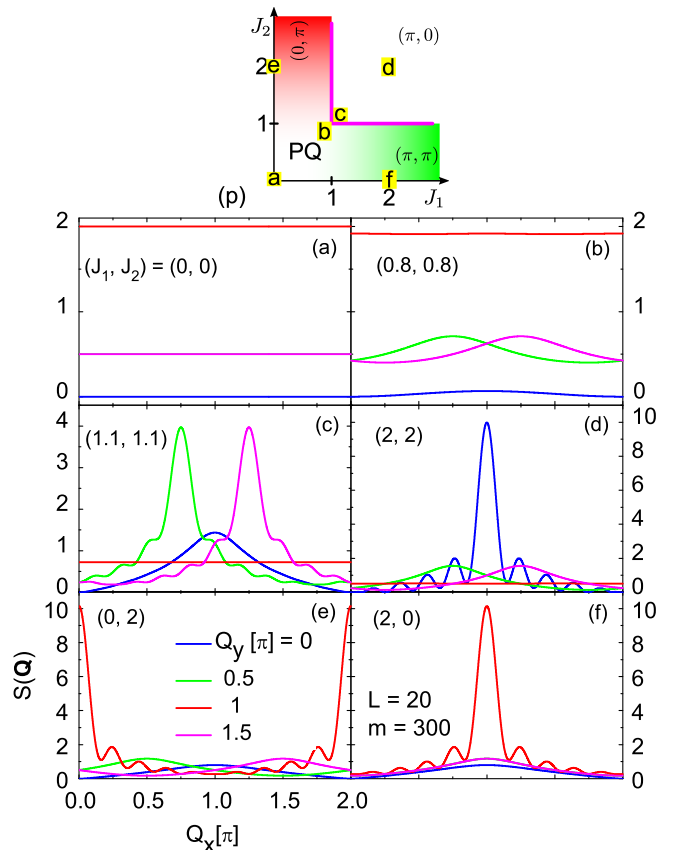 J₂
(0, π)
(π, 0)
2
e
d
c
1
b
PQ
(π, π)
a
f
(p)
1
2
J₁
2
(a)
(b)
2
(J₁, J₂) = (0, 0)
(0.8, 0.8)
1
1
0
0
4
(c)
(d)
10
(1.1, 1.1)
(2, 2)
8
3
6
2
4
1
2
0
0
10
(0, 2)
(e)
(2, 0)
(f)
10
8
Q_y [π] = 0
8
6
0.5
L = 20
6
S(Q)
4
1
m = 300
4
2
1.5
2
0
0
0.0
0.5
1.0
1.5
2.0
Qₓ[π]